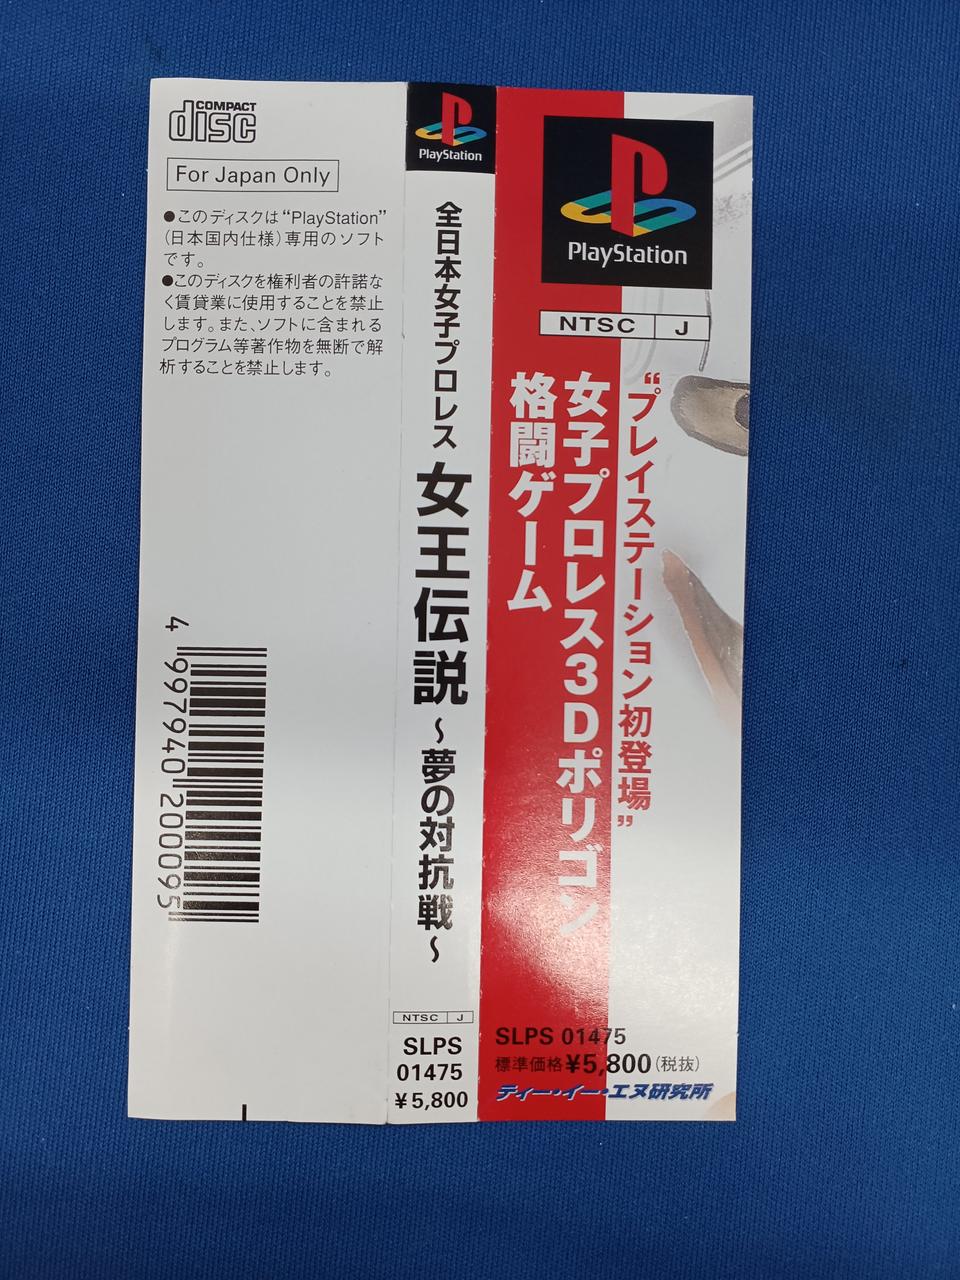 COMPACT
disc
For Japan Only
●このディスクは“PlayStation”
(日本国内仕様)専用のソフト
です。
●このディスクを権利者の許諾な
く賃貸業に使用することを禁止
します。また、ソフトに含まれる
プログラム等著作物を無断で解
析することを禁止します。
4 997940 200095
PlayStation
全日本女子プロレス 女王伝説 ～夢の対抗戦～
NTSC J
SLPS
01475
¥5,800
PlayStation
NTSC J
“プレイステーション初登場”
女子プロレス3Dポリゴン
格闘ゲーム
SLPS 01475
標準価格¥5,800(税抜)
ティー・イー・エヌ研究所